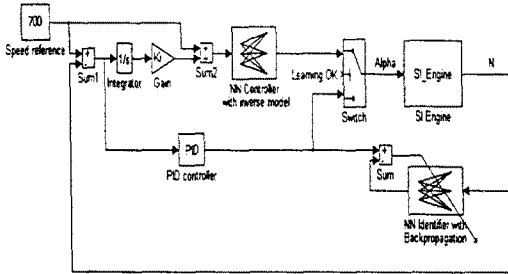 700
Speed reference
Sum1
1/s
Integrator
Ki
Gain
Sum2
NN Controller
with inverse model
Learning OK
Switch
Alpha
SI_Engine
SI Engine
N
PID
PID controller
Sum
NN Identifier with
Backpropagation